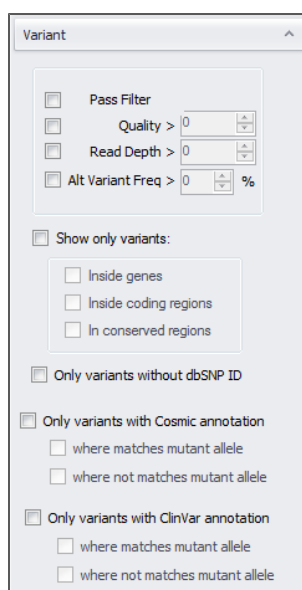 Variant
Pass Filter
Quality > 0
Read Depth > 0
Alt Variant Freq > 0 %
Show only variants:
Inside genes
Inside coding regions
In conserved regions
Only variants without dbSNP ID
Only variants with Cosmic annotation
where matches mutant allele
where not matches mutant allele
Only variants with ClinVar annotation
where matches mutant allele
where not matches mutant allele